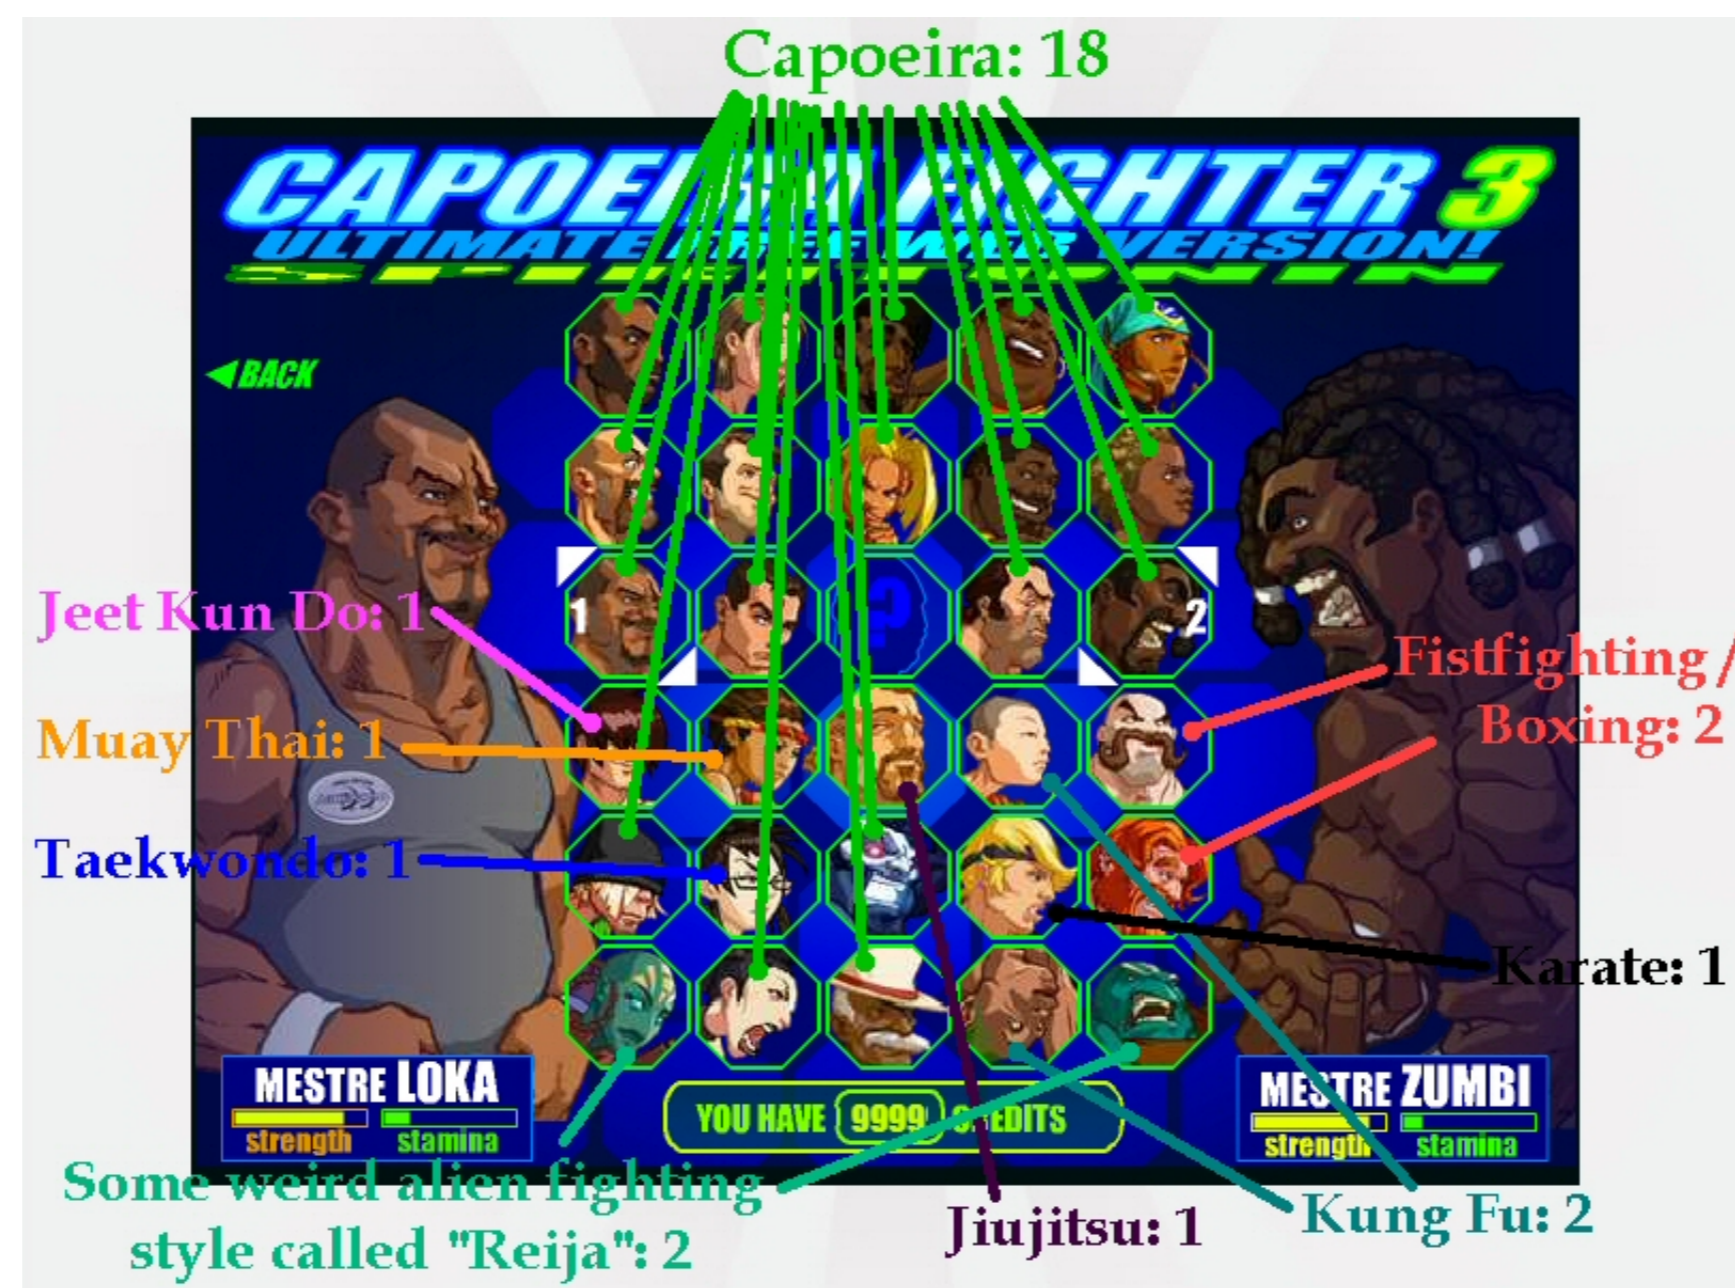 Capoeira: 18
CAPOEIRA FIGHTER 3
ULTIMATE FREE WEB VERSION!
BACK
?
Jeet Kun Do: 1
1
2
Fistfighting /
Boxing: 2
Muay Thai: 1
Taekwondo: 1
Karate: 1
MESTRE LOKA
strength
stamina
YOU HAVE 9999 CREDITS
MESTRE ZUMBI
strength
stamina
Some weird alien fighting
style called "Reija": 2
Jiujitsu: 1
Kung Fu: 2